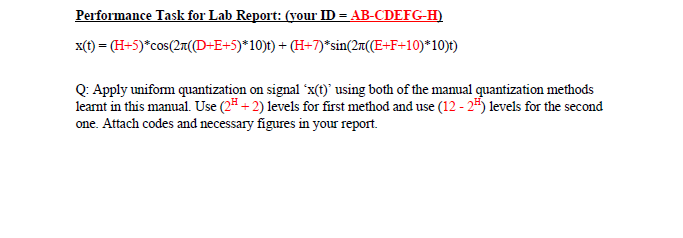 Performance Task for Lab Report: (your ID = AB-CDEFG-H)
x(t) = (H+5)*cos(2π((D+E+5)*10)t) + (H+7)*sin(2π((E+F+10)*10)t)
Q: Apply uniform quantization on signal ‘x(t)’ using both of the manual quantization methods
learnt in this manual. Use (2ᴴ + 2) levels for first method and use (12 - 2ᴴ) levels for the second
one. Attach codes and necessary figures in your report.